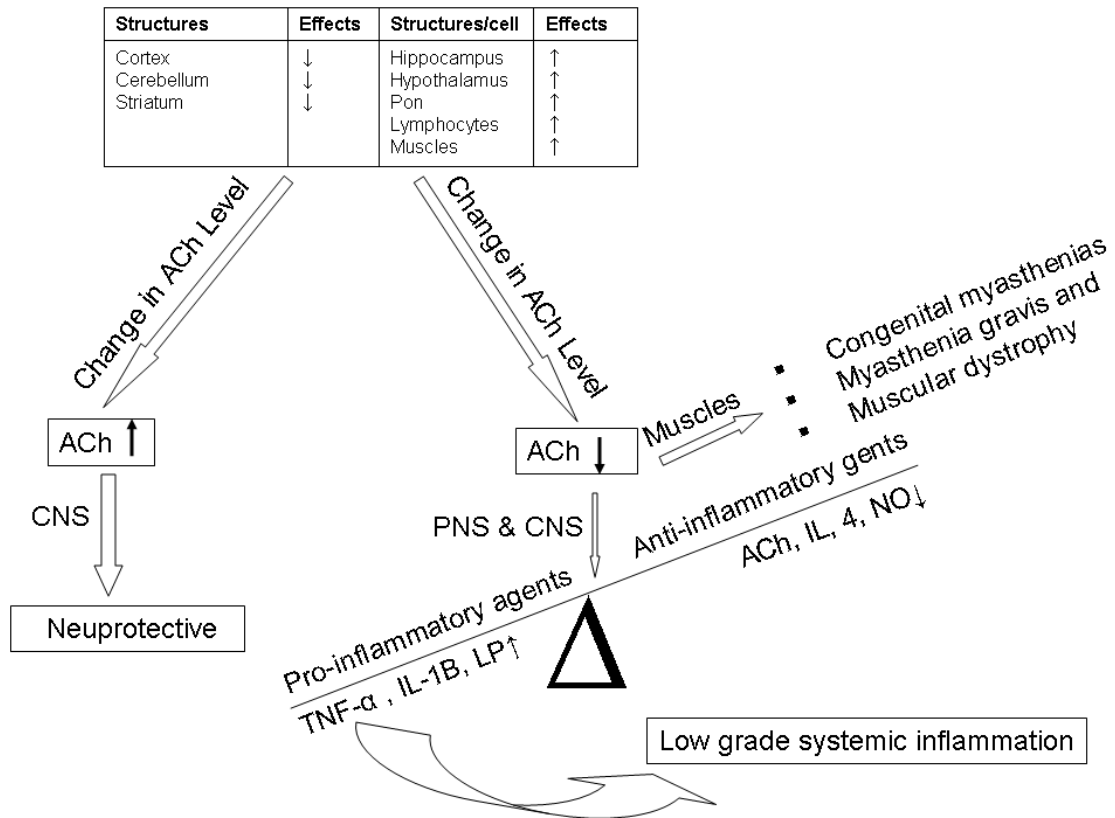 Structures Effects Structures/cell Effects
Cortex ↓ Hippocampus ↑
Cerebellum ↓ Hypothalamus ↑
Striatum ↓ Pon ↑
Lymphocytes ↑
Muscles ↑
Change in ACh Level
Change in ACh Level
ACh ↑
CNS
Neuprotective
ACh ↓
PNS & CNS
Muscles
▪ Congenital myasthenias
▪ Myasthenia gravis and
▪ Muscular dystrophy
Anti-inflammatory gents
ACh, IL, 4, NO↓
Pro-inflammatory agents
TNF-α , IL-1B, LP↑
Low grade systemic inflammation